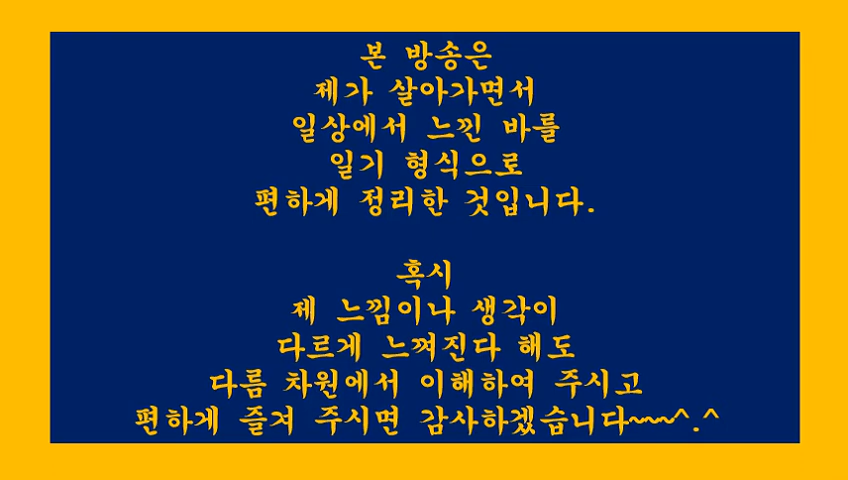 본 방송은
제가 살아가면서
일상에서 느낀 바를
일기 형식으로
편하게 정리한 것입니다.
혹시
제 느낌이나 생각이
다르게 느껴진다 해도
다름 차원에서 이해하여 주시고
편하게 즐겨 주시면 감사하겠습니다~~~^.^